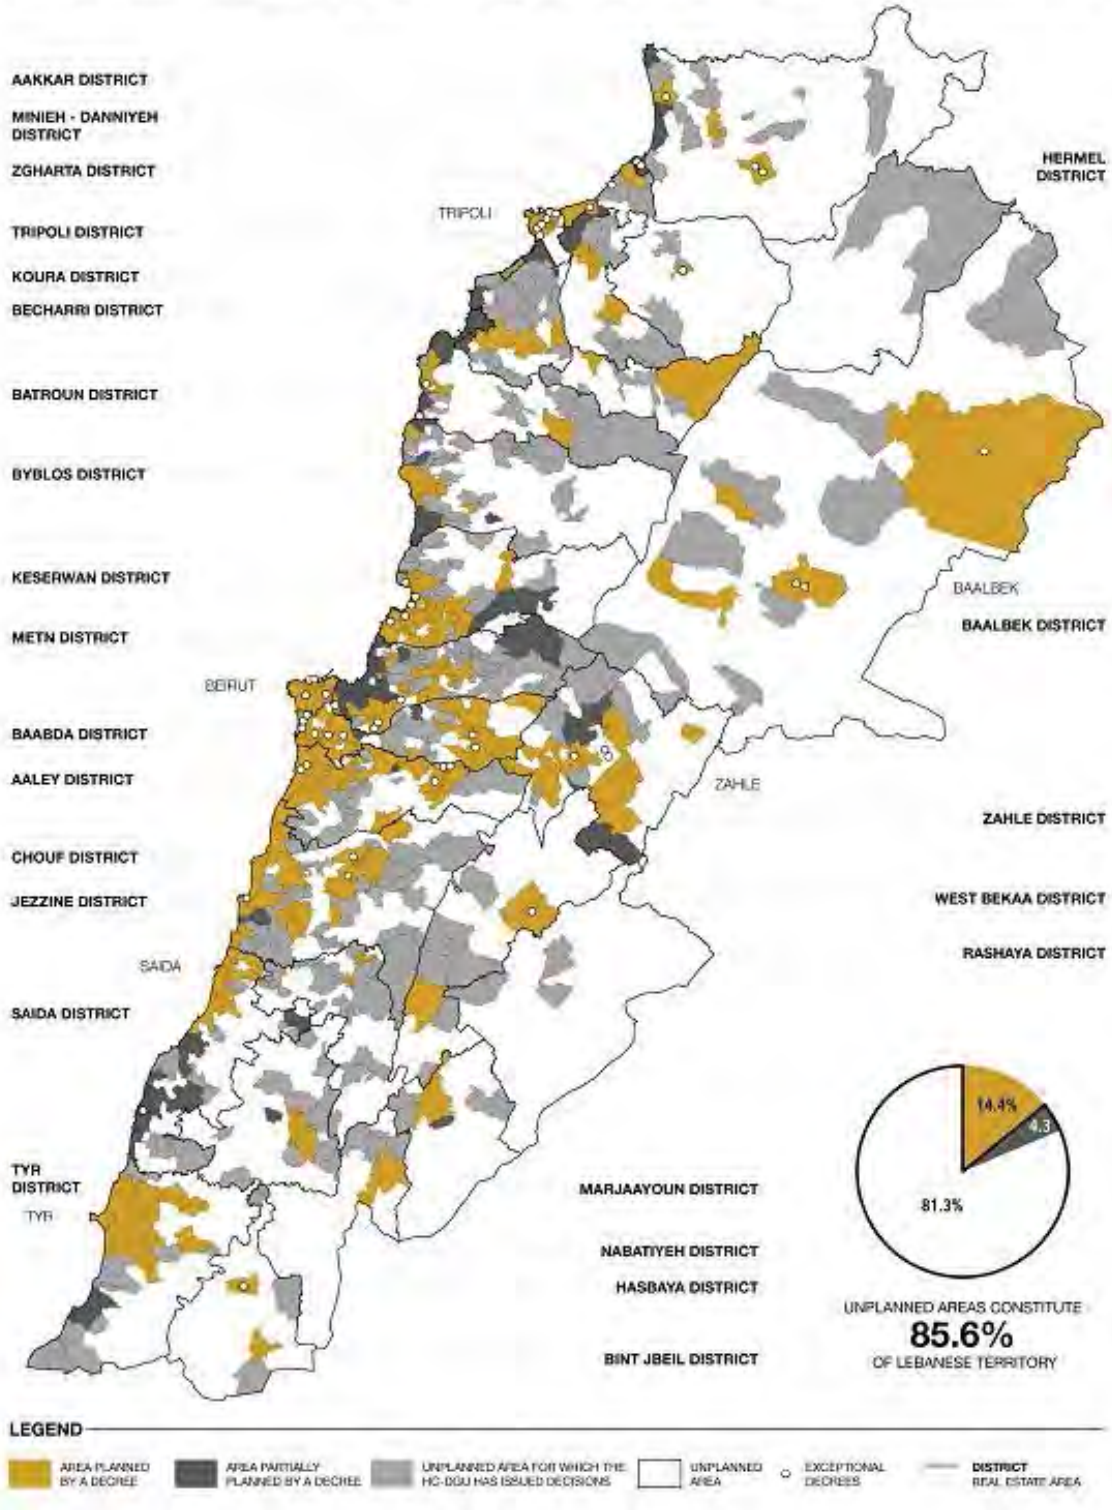 AAKKAR DISTRICT
MINIEH - DANNIYEH
DISTRICT
ZGHARTA DISTRICT
HERMEL
DISTRICT
TRIPOLI
TRIPOLI DISTRICT
KOURA DISTRICT
BECHARRI DISTRICT
BATROUN DISTRICT
BYBLOS DISTRICT
KESERWAN DISTRICT
BAALBEK
BAALBEK DISTRICT
METN DISTRICT
BEIRUT
BAABDA DISTRICT
AALEY DISTRICT
ZAHLE
ZAHLE DISTRICT
CHOUF DISTRICT
JEZZINE DISTRICT
WEST BEKAA DISTRICT
RASHAYA DISTRICT
SAIDA
SAIDA DISTRICT
14.4%
4.3
81.3%
TYR
DISTRICT
TYR
MARJAAYOUN DISTRICT
NABATIYEH DISTRICT
HASBAYA DISTRICT
BINT JBEIL DISTRICT
UNPLANNED AREAS CONSTITUTE
85.6%
OF LEBANESE TERRITORY
LEGEND
AREA PLANNED
BY A DECREE
AREA PARTIALLY
PLANNED BY A DECREE
UNPLANNED AREA FOR WHICH THE
HC-DGU HAS ISSUED DECISIONS
UNPLANNED
AREA
EXCEPTIONAL
DECREES
DISTRICT
REAL ESTATE AREA